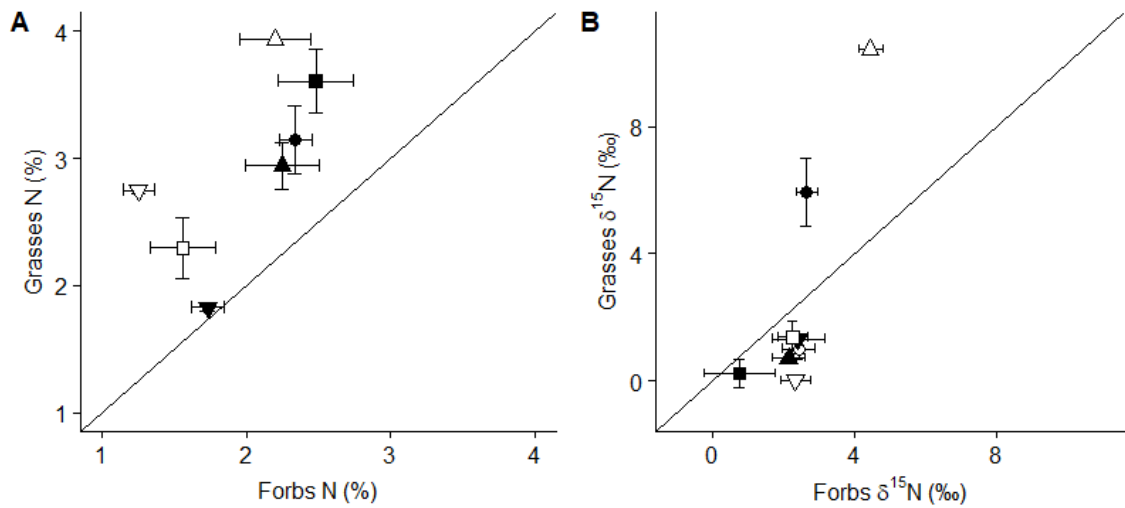 A
Grasses N (%)
4
3
2
1
1 2 3 4
Forbs N (%)
B
Grasses δ¹⁵N (‰)
8
4
0
0 4 8
Forbs δ¹⁵N (‰)